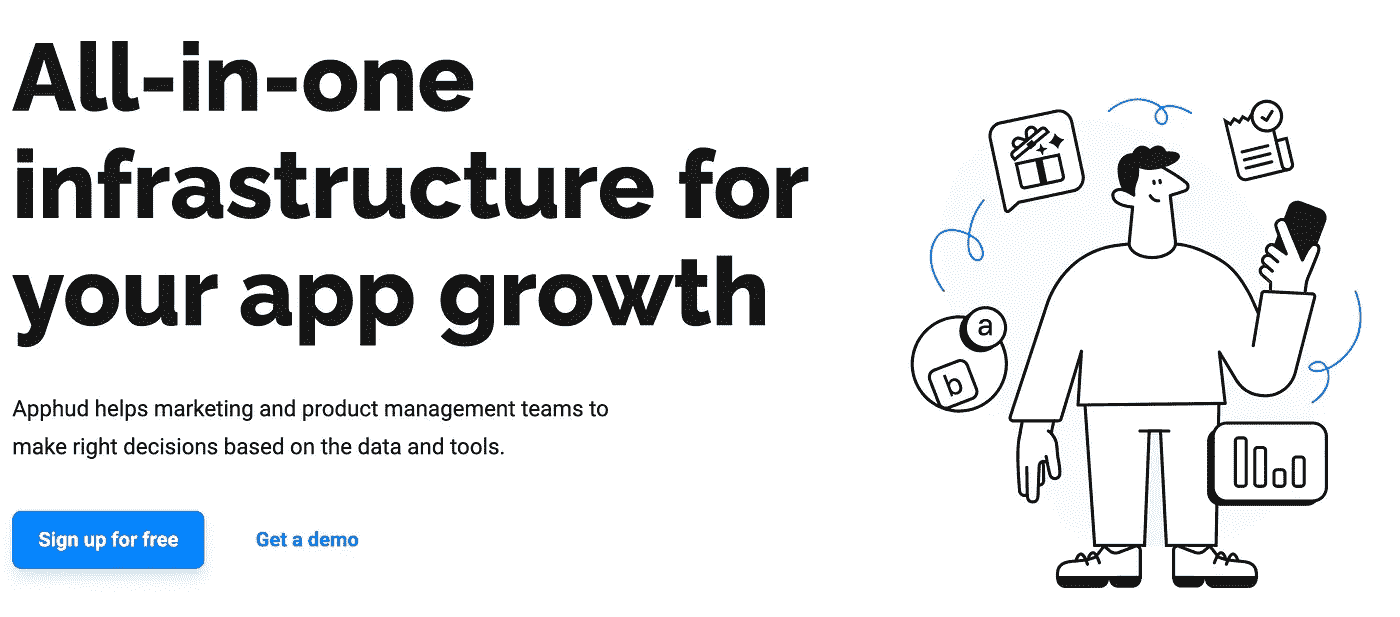 All-in-one
infrastructure for
your app growth
Apphud helps marketing and product management teams to
make right decisions based on the data and tools.
Sign up for free
Get a demo
a
b